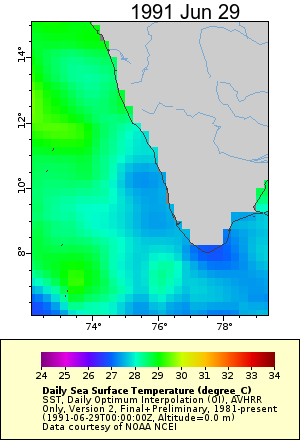 1991 Jun 29
14°
12°
10°
8°
74°
76°
78°
24 25 26 27 28 29 30 31 32 33 34
Daily Sea Surface Temperature (degree_C)
SST, Daily Optimum Interpolation (OI), AVHRR
Only, Version 2, Final+Preliminary, 1981-present
(1991-06-29T00:00:00Z, Altitude=0.0 m)
Data courtesy of NOAA NCEI